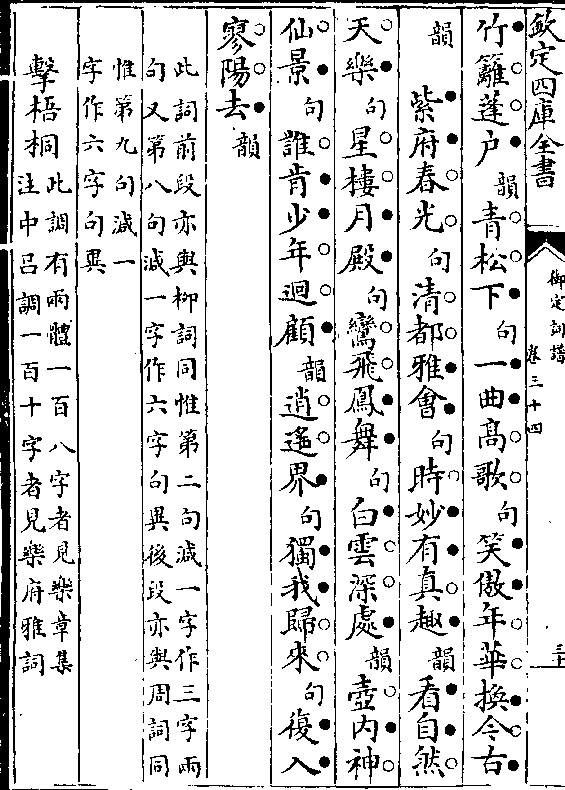 欽定四庫全書
御定詞譜
卷三十四
三十
竹籬蓬戶韻青松下句一曲高歌句笑傲年華換今古
韻
紫府春光句清都雅會句時妙有真趣韻看自然
天樂句星樓月殿句鸞飛鳳舞句白雲深處韻壺內神
仙景句誰肯少年迴顧韻逍遙界句獨我歸來句復入
寥陽去韻
此詞前段亦與柳詞同惟第二句減一字作三字兩
句又第八句減一字作六字句異後段亦與周詞同
惟第九句減一
字作六字句異
擊梧桐此調有兩體一百八字者見樂章集
注中呂調一百十字者見樂府雅詞